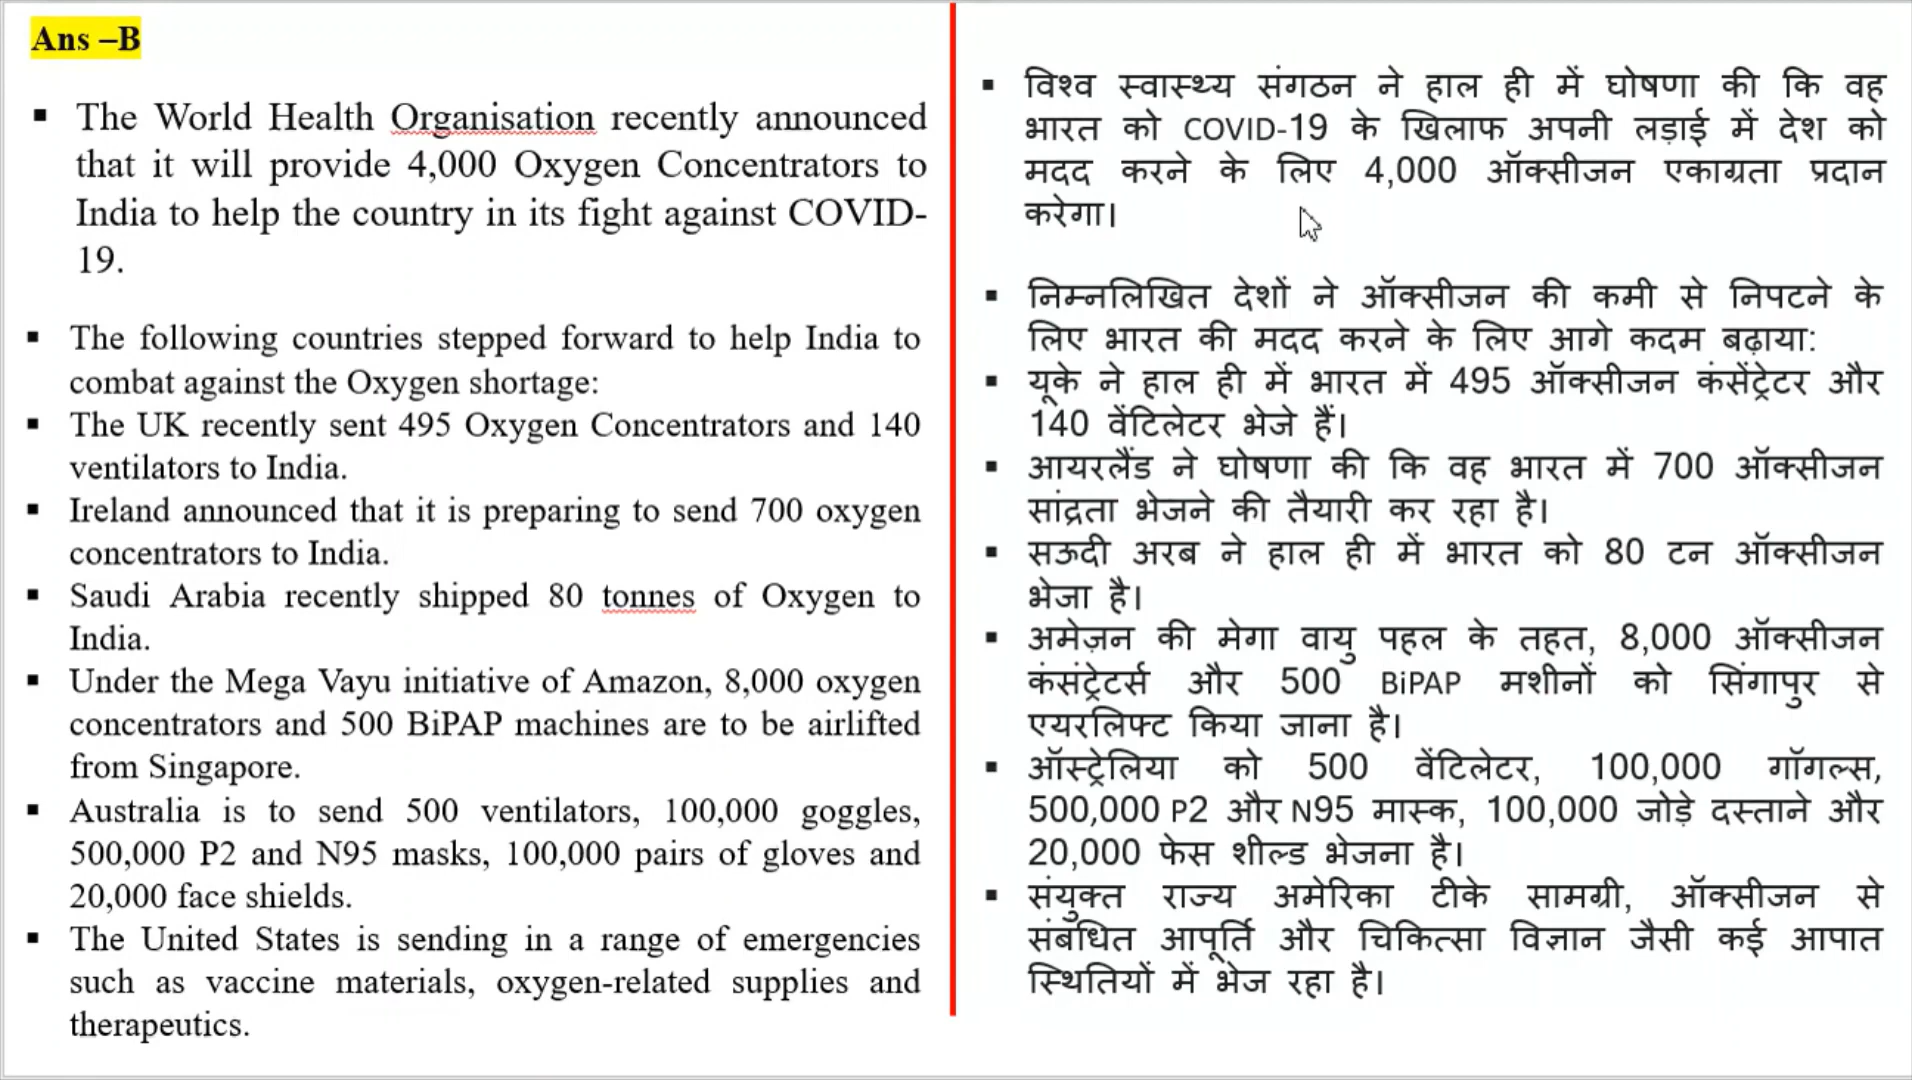 Ans –B
▪ The World Health Organisation recently announced
that it will provide 4,000 Oxygen Concentrators to
India to help the country in its fight against COVID-
19.
▪ The following countries stepped forward to help India to
combat against the Oxygen shortage:
▪ The UK recently sent 495 Oxygen Concentrators and 140
ventilators to India.
▪ Ireland announced that it is preparing to send 700 oxygen
concentrators to India.
▪ Saudi Arabia recently shipped 80 tonnes of Oxygen to
India.
▪ Under the Mega Vayu initiative of Amazon, 8,000 oxygen
concentrators and 500 BiPAP machines are to be airlifted
from Singapore.
▪ Australia is to send 500 ventilators, 100,000 goggles,
500,000 P2 and N95 masks, 100,000 pairs of gloves and
20,000 face shields.
▪ The United States is sending in a range of emergencies
such as vaccine materials, oxygen-related supplies and
therapeutics.
▪ विश्व स्वास्थ्य संगठन ने हाल ही में घोषणा की कि वह
भारत को COVID-19 के खिलाफ अपनी लड़ाई में देश को
मदद करने के लिए 4,000 ऑक्सीजन एकाग्रता प्रदान
करेगा।
▪ निम्नलिखित देशों ने ऑक्सीजन की कमी से निपटने के
लिए भारत की मदद करने के लिए आगे कदम बढ़ाया:
▪ यूके ने हाल ही में भारत में 495 ऑक्सीजन कंसेंट्रेटर और
140 वेंटिलेटर भेजे हैं।
▪ आयरलैंड ने घोषणा की कि वह भारत में 700 ऑक्सीजन
सांद्रता भेजने की तैयारी कर रहा है।
▪ सऊदी अरब ने हाल ही में भारत को 80 टन ऑक्सीजन
भेजा है।
▪ अमेज़न की मेगा वायु पहल के तहत, 8,000 ऑक्सीजन
कंसंट्रेटर्स और 500 BiPAP मशीनों को सिंगापुर से
एयरलिफ्ट किया जाना है।
▪ ऑस्ट्रेलिया को 500 वेंटिलेटर, 100,000 गॉगल्स,
500,000 P2 और N95 मास्क, 100,000 जोड़े दस्ताने और
20,000 फेस शील्ड भेजना है।
▪ संयुक्त राज्य अमेरिका टीके सामग्री, ऑक्सीजन से
संबंधित आपूर्ति और चिकित्सा विज्ञान जैसी कई आपात
स्थितियों में भेज रहा है।